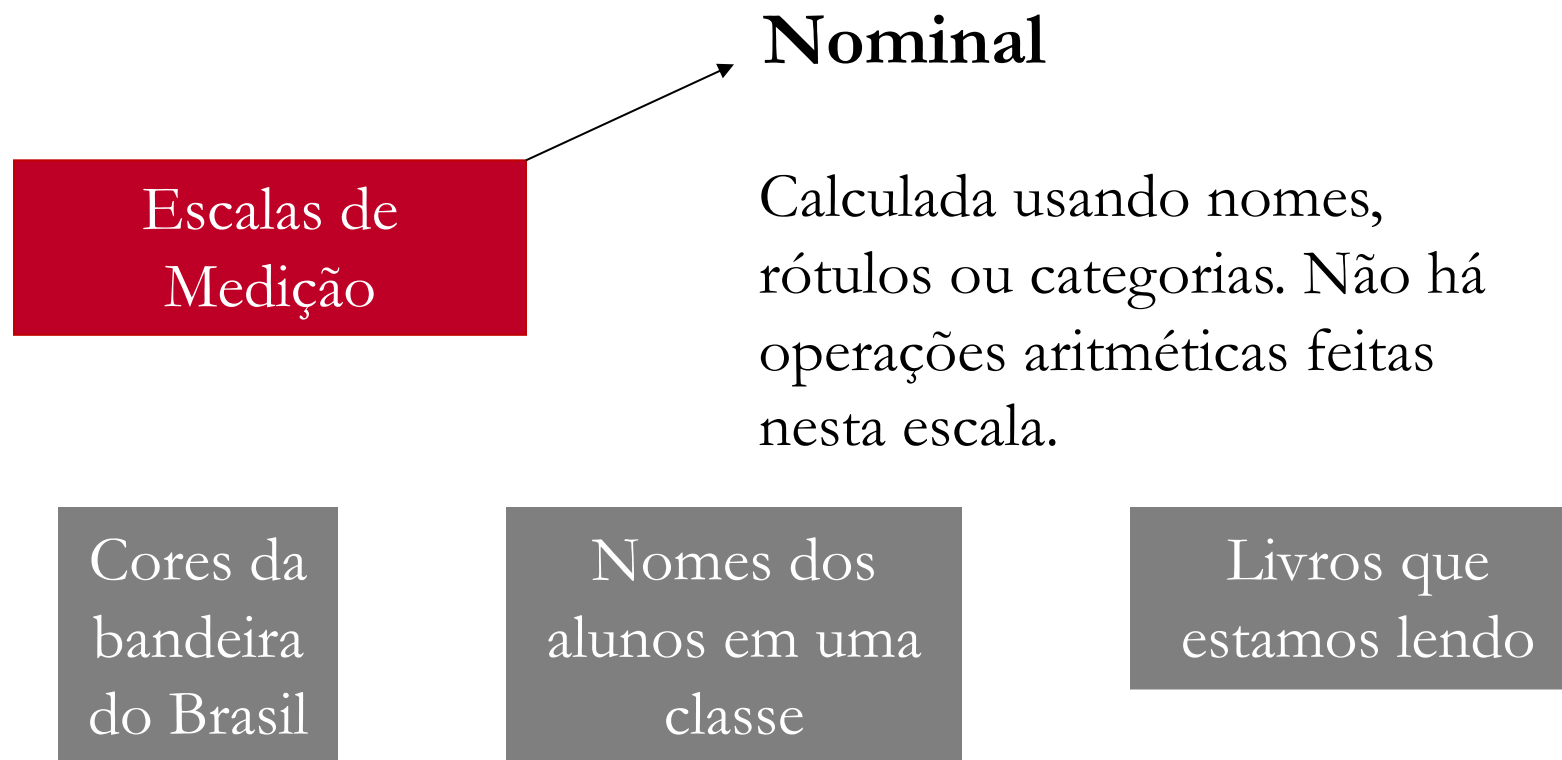 Nominal
Escalas de
Medição
Calculada usando nomes,
rótulos ou categorias. Não há
operações aritméticas feitas
nesta escala.
Cores da
bandeira
do Brasil
Nomes dos
alunos em uma
classe
Livros que
estamos lendo